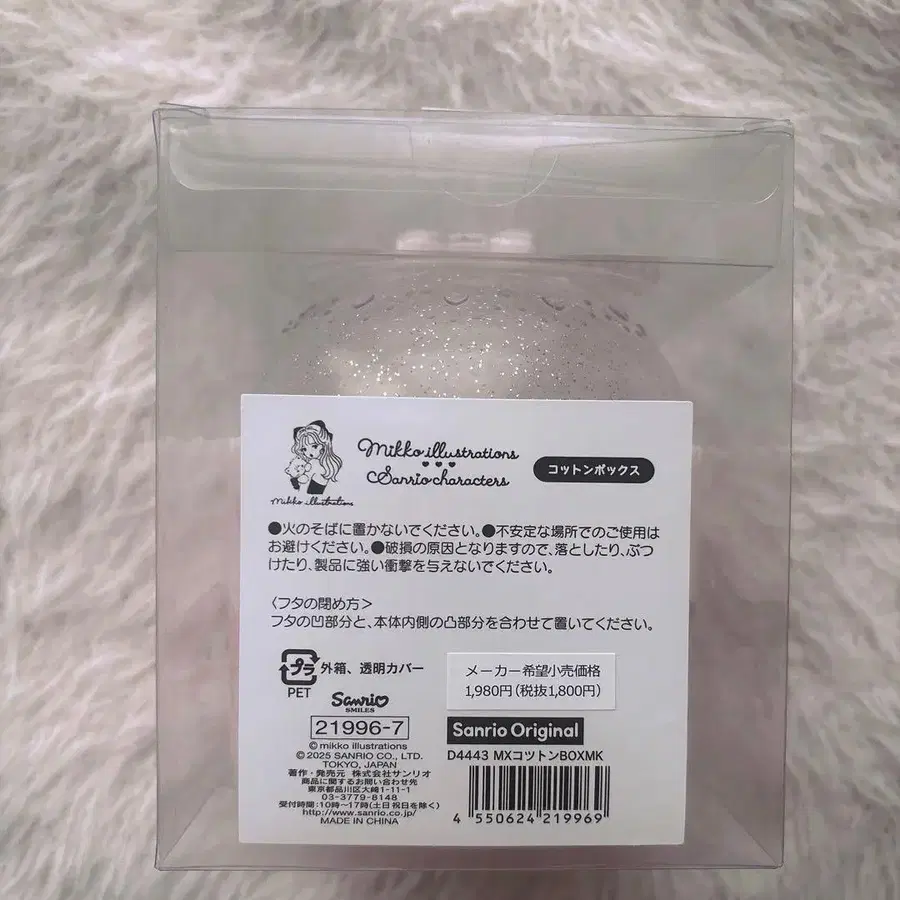 mikko illustrations
Mikko illustrations
Sanrio characters
コットンボックス
●火のそばに置かないでください。●不安定な場所でのご使用は
お避けください。●破損の原因となりますので、落としたり、ぶつ
けたり、製品に強い衝撃を与えないでください。
〈フタの閉め方〉
フタの凹部分と、本体内側の凸部分を合わせて置いてください。
プラ
外箱、透明カバー
PET
メーカー希望小売価格
1,980円(税抜1,800円)
Sanrio
SMILES
21996-7
© mikko illustrations
© 2025 SANRIO CO., LTD.
TOKYO, JAPAN
著作・発売元 株式会社サンリオ
商品に関するお問い合わせ先
東京都品川区大崎1-11-1
03-3779-8148
受付時間:10時~17時(土日祝日を除く)
http://www.sanrio.co.jp/
MADE IN CHINA
Sanrio Original
D4443 MXコットンBOXMK
4 550624 219969